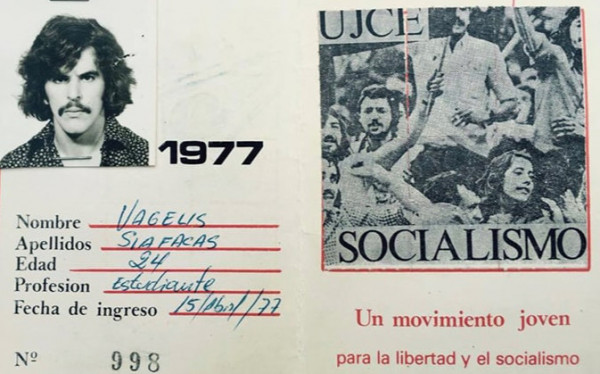 1977
Nombre VAGELIS
Apellidos SIAFACAS
Edad 24
Profesion Estudiante
Fecha de ingreso 15/Abril/77
Nº 998
UJCE
SOCIALISMO
Un movimiento joven
para la libertad y el socialismo